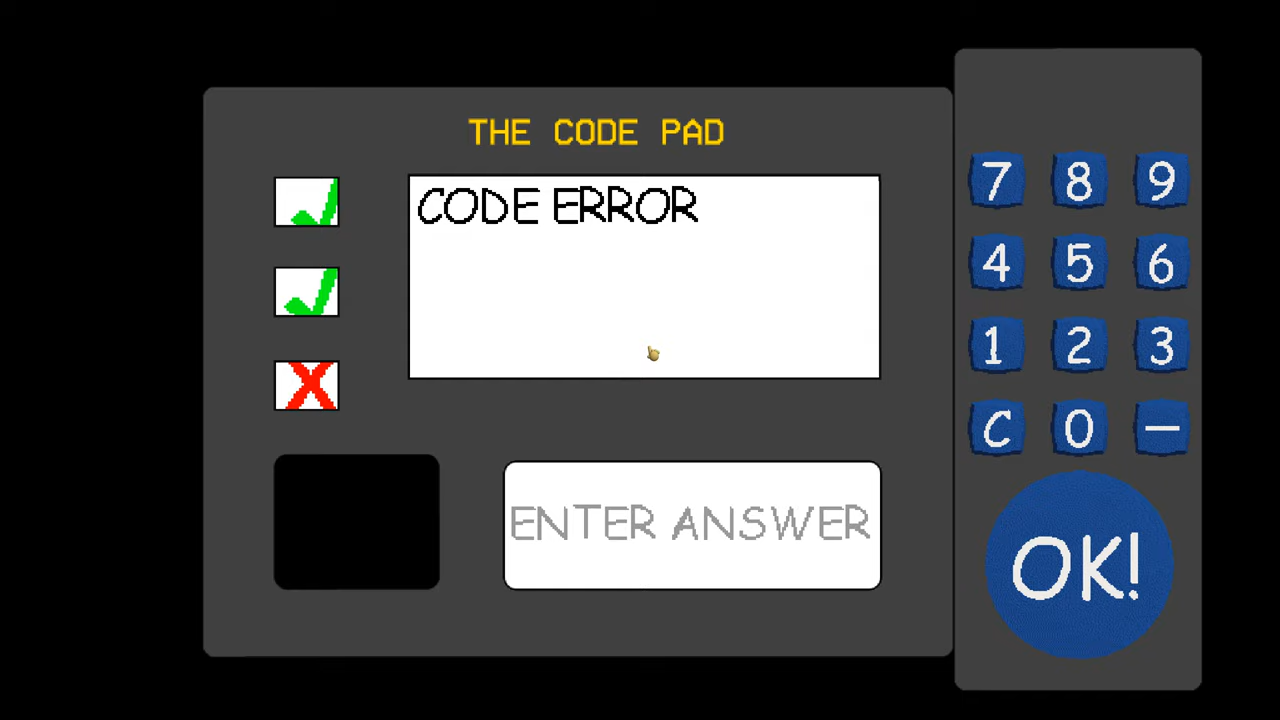 THE CODE PAD
CODE ERROR
7 8 9
4 5 6
1 2 3
C 0 —
ENTER ANSWER
OK!